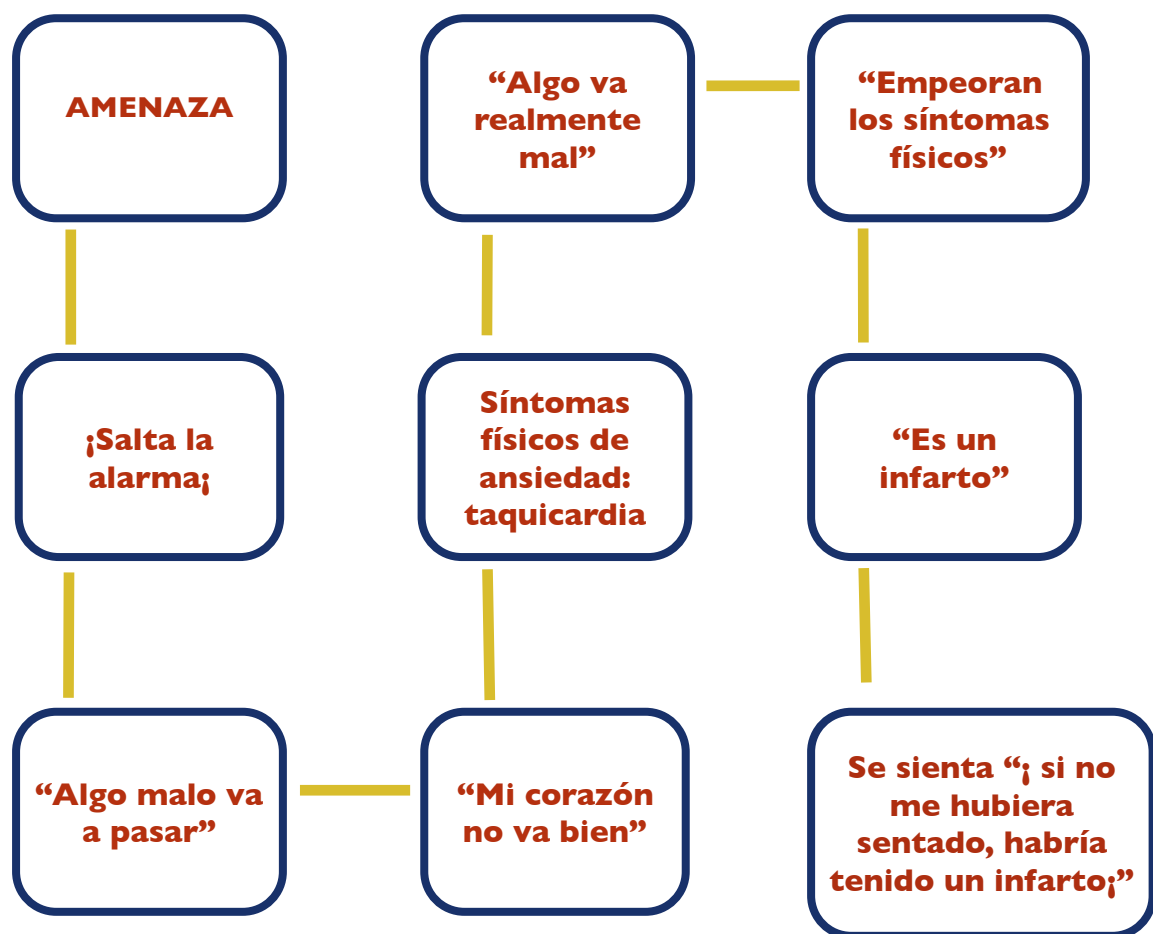 AMENAZA
¡Salta la
alarma¡
“Algo malo va
a pasar”
“Mi corazón
no va bien”
Síntomas
físicos de
ansiedad:
taquicardia
“Algo va
realmente
mal”
“Empeoran
los síntomas
físicos”
“Es un
infarto”
Se sienta “¡ si no
me hubiera
sentado, habría
tenido un infarto¡”